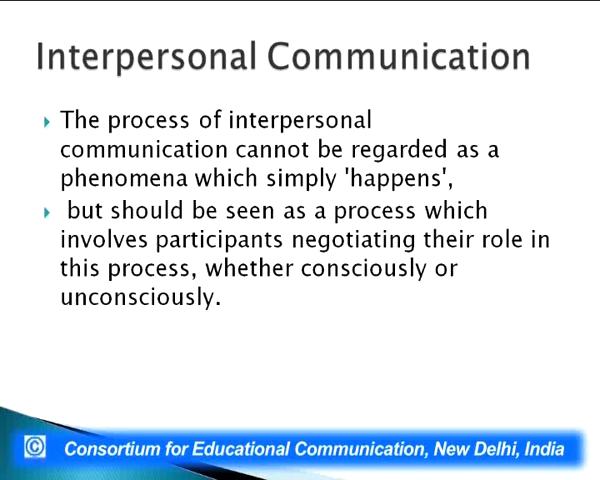 Interpersonal Communication
The process of interpersonal
communication cannot be regarded as a
phenomena which simply 'happens',
but should be seen as a process which
involves participants negotiating their role in
this process, whether consciously or
unconsciously.
© Consortium for Educational Communication, New Delhi, India